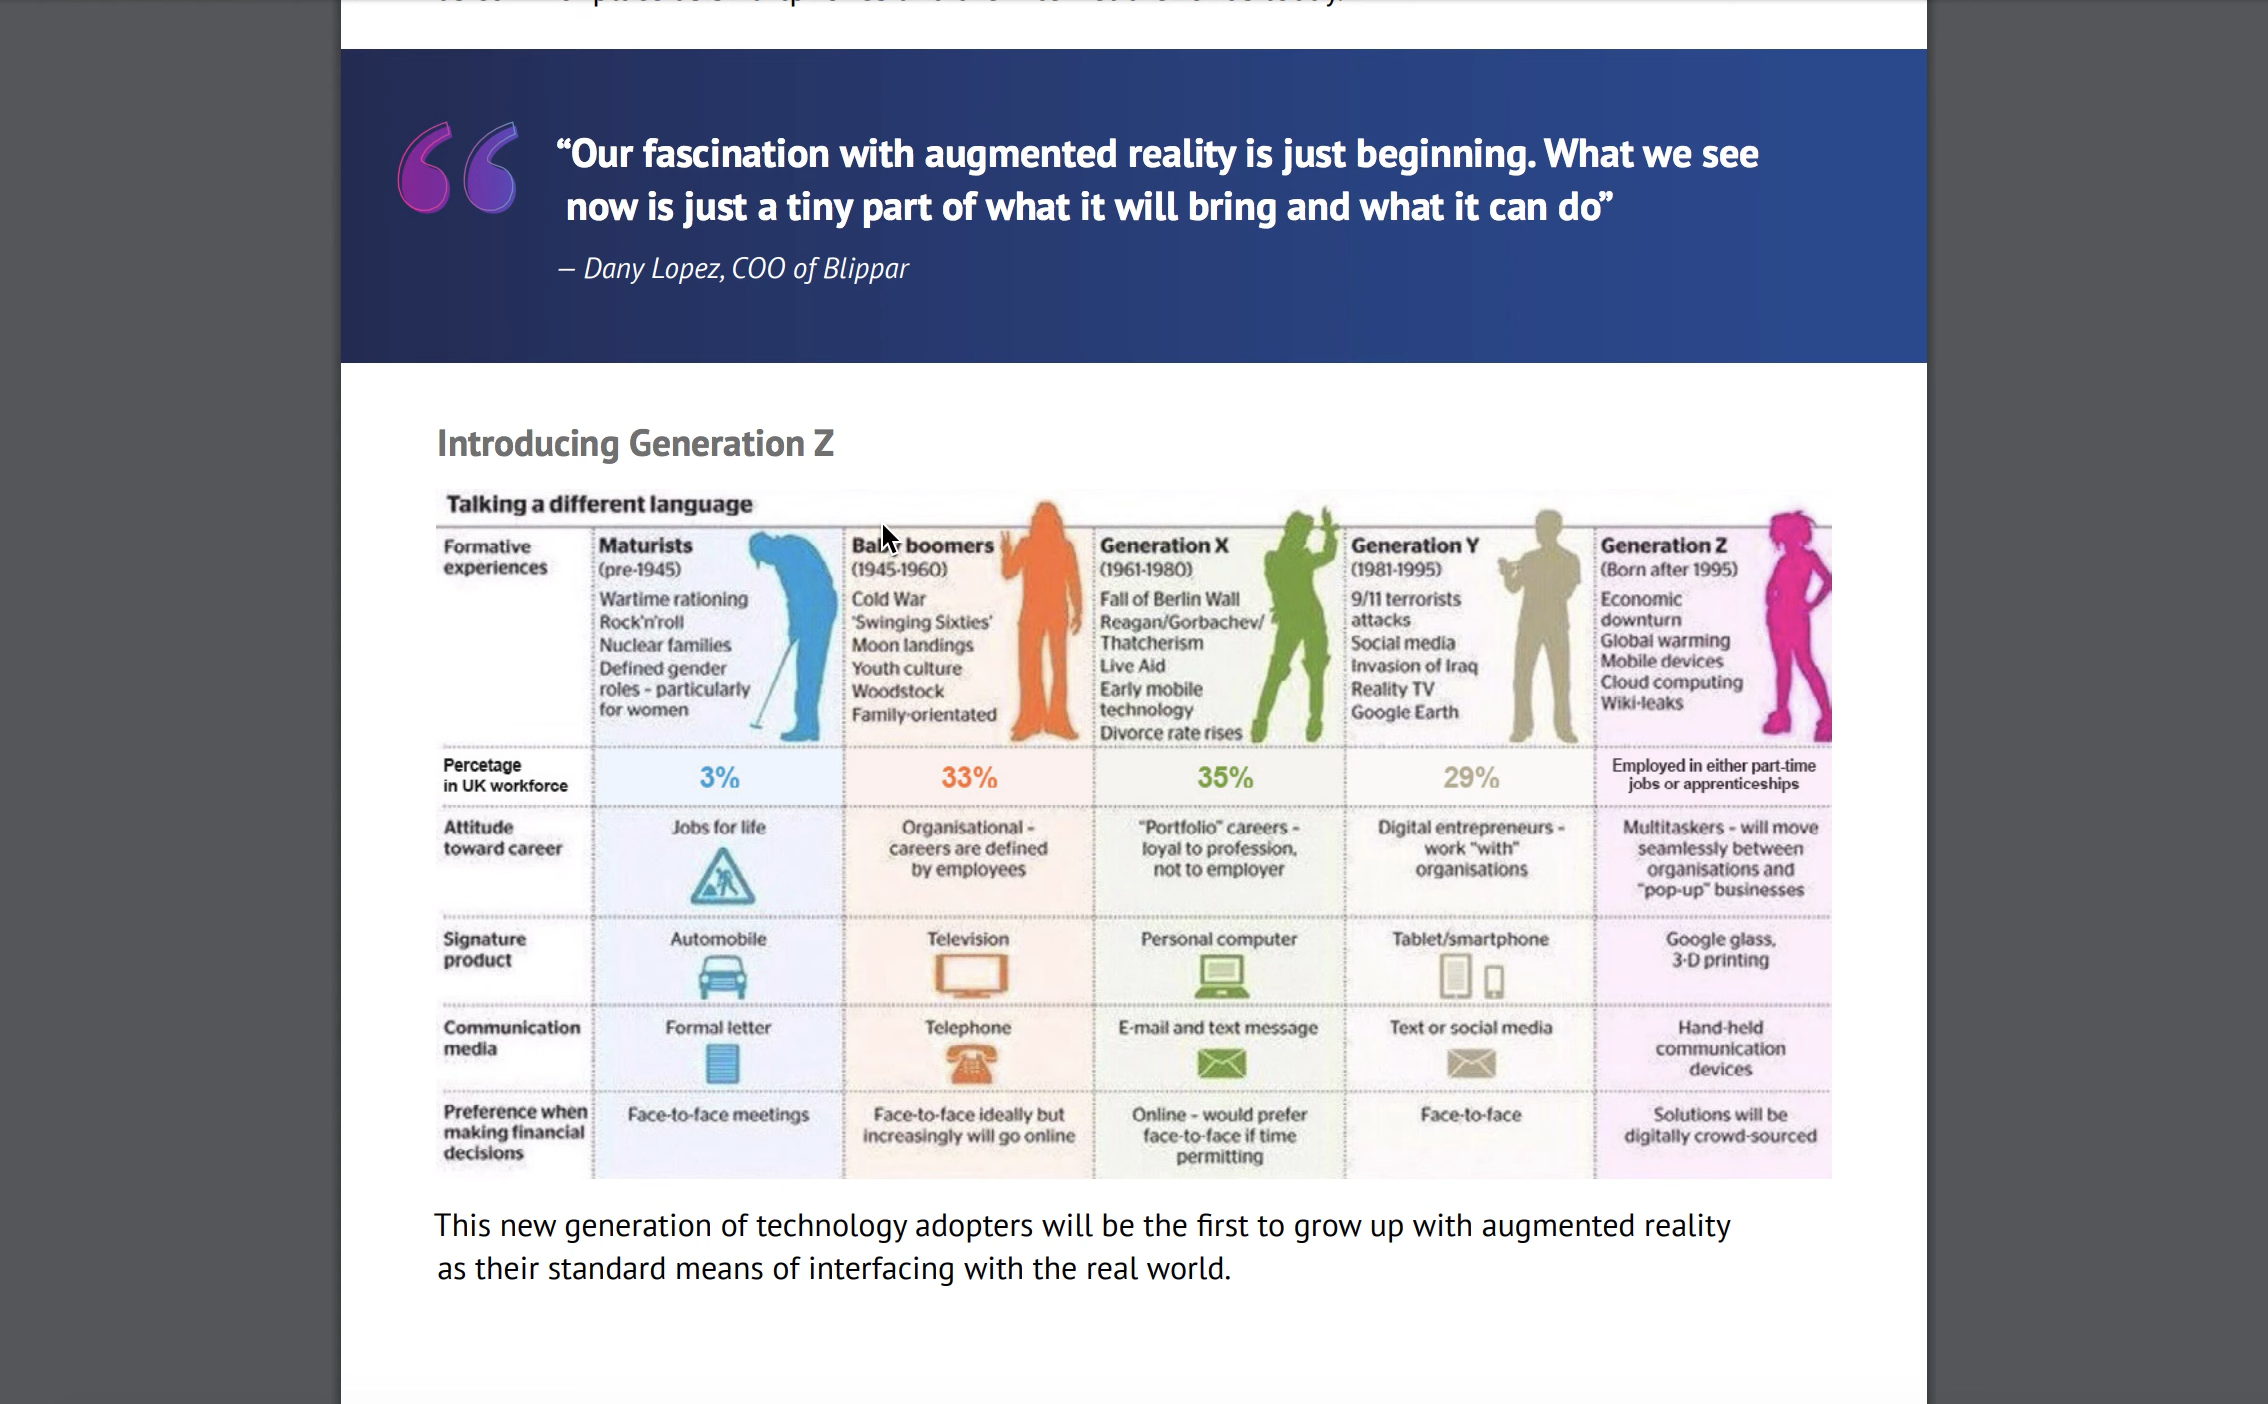 “Our fascination with augmented reality is just beginning. What we see
now is just a tiny part of what it will bring and what it can do”
– Dany Lopez, COO of Blippar
Introducing Generation Z
Talking a different language
Formative
experiences
Maturists
(pre-1945)
Wartime rationing
Rock'n'roll
Nuclear families
Defined gender
roles - particularly
for women
boomers
(1945-1960)
Cold War
'Swinging Sixties'
Moon landings
Youth culture
Woodstock
Family-orientated
Generation X
(1961-1980)
Fall of Berlin Wall
Reagan/Gorbachev/
Thatcherism
Live Aid
Early mobile
technology
Divorce rate rises
Generation Y
(1981-1995)
9/11 terrorists
attacks
Social media
Invasion of Iraq
Reality TV
Google Earth
Generation Z
(Born after 1995)
Economic
downturn
Global warming
Mobile devices
Cloud computing
Wiki-leaks
Percetage
in UK workforce
3%
33%
35%
29%
Employed in either part-time
jobs or apprenticeships
Attitude
toward career
Jobs for life
Organisational -
careers are defined
by employees
"Portfolio" careers -
loyal to profession,
not to employer
Digital entrepreneurs -
work "with"
organisations
Multitaskers - will move
seamlessly between
organisations and
"pop-up" businesses
Signature
product
Automobile
Television
Personal computer
Tablet/smartphone
Google glass,
3-D printing
Communication
media
Formal letter
Telephone
E-mail and text message
Text or social media
Hand-held
communication
devices
Preference when
making financial
decisions
Face-to-face meetings
Face-to-face ideally but
increasingly will go online
Online - would prefer
face-to-face if time
permitting
Face-to-face
Solutions will be
digitally crowd-sourced
This new generation of technology adopters will be the first to grow up with augmented reality
as their standard means of interfacing with the real world.